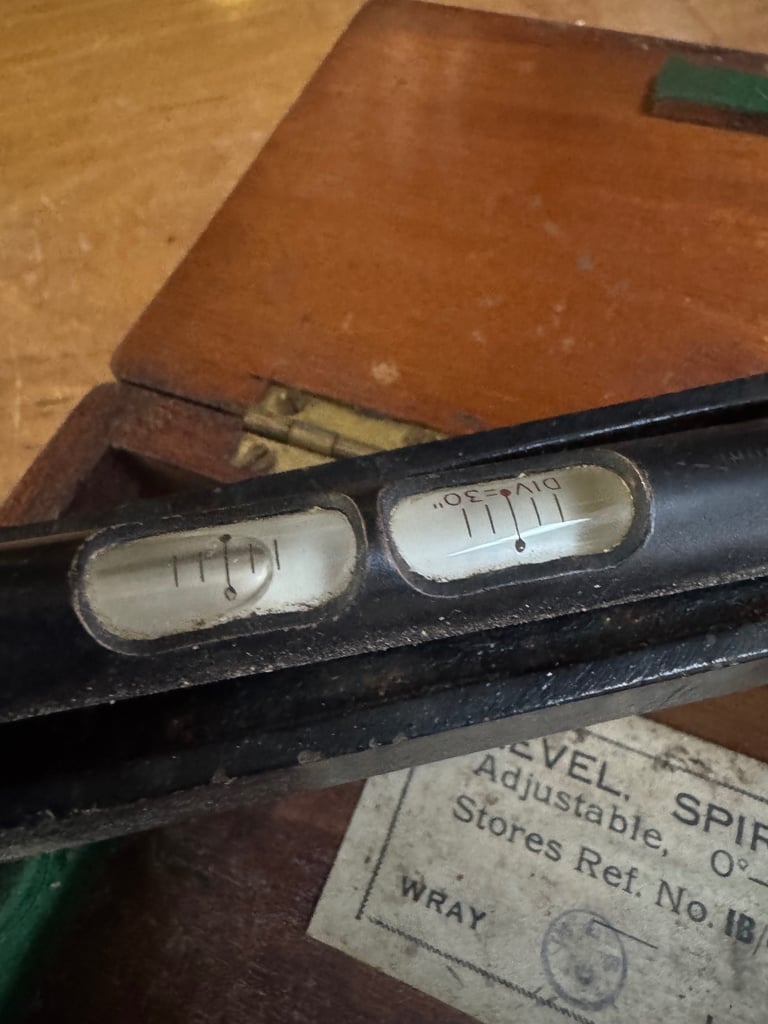 DIV=30"
LEVEL, SPIR
Adjustable, 0°—
Stores Ref. No. IB/
WRAY